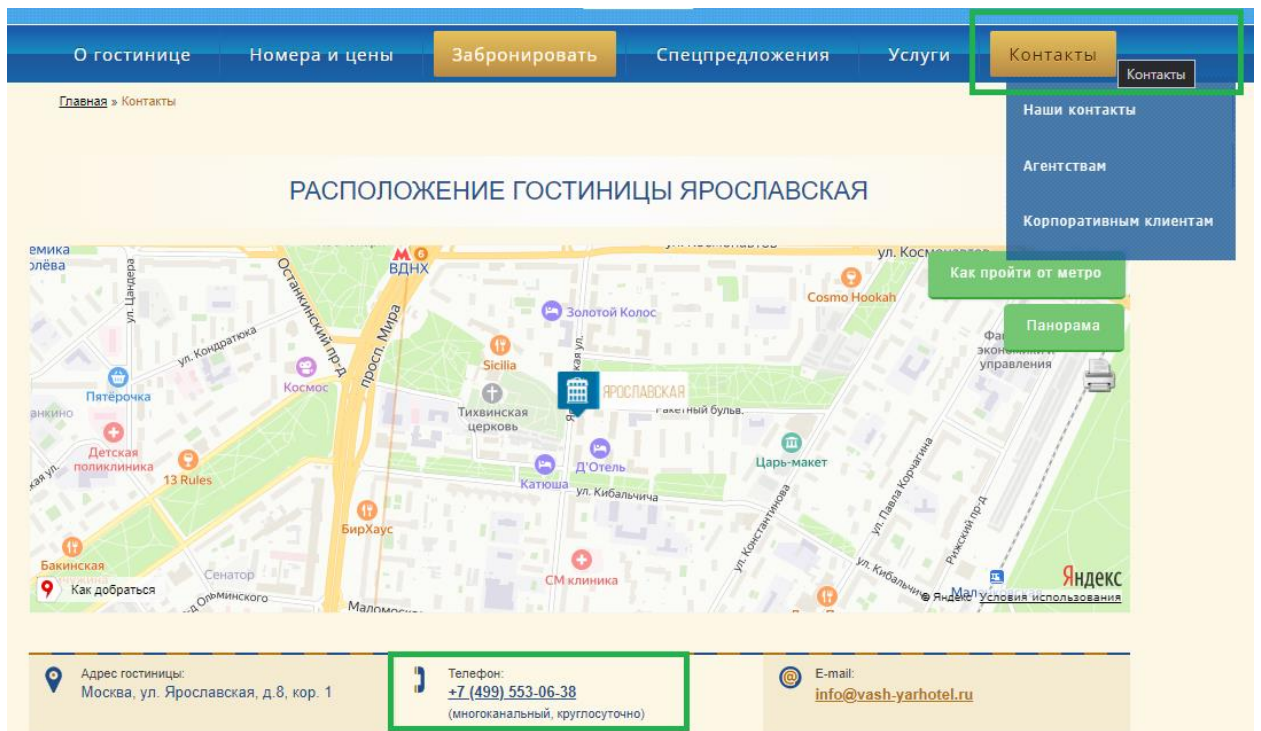 О гостинице
Номера и цены
Забронировать
Спецпредложения
Услуги
Контакты
Контакты
Главная » Контакты
Наши контакты
Агентствам
Корпоративным клиентам
РАСПОЛОЖЕНИЕ ГОСТИНИЦЫ ЯРОСЛАВСКАЯ
Как пройти от метро
Панорама
ул. Цандера
Останкинский пр-д
ВДНХ
6
просп. Мира
ул. Кондратюка
Золотой Колос
Cosmo Hookah
экономики и
управления
Sicilia
Космос
Пятёрочка
ЯРОСЛАВСКАЯ
Тихвинская
церковь
Ракетный бульв.
Детская
поликлиника
13 Rules
Д'Отель
Катюша
ул. Кибальчича
Царь-макет
ул. Павла Корчагина
ул. Константинова
Рижский пр-д
БирХаус
Бакинская
Сенатор
СМ клиника
ул. Кибальчича
Как добраться
Яндекс
© Яндекс Условия использования
Адрес гостиницы:
Москва, ул. Ярославская, д.8, кор. 1
Телефон:
+7 (499) 553-06-38
(многоканальный, круглосуточно)
E-mail:
info@vash-yarhotel.ru